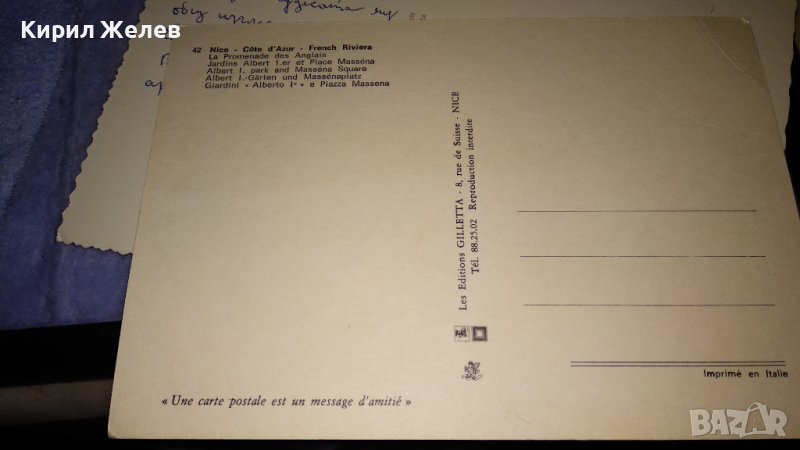 Кирил Желев
42 Nice - Côte d'Azur - French Riviera
La Promenade des Anglais
Jardins Albert 1.er et Place Masséna
Albert I. park and Masséna Square
Albert I.-Gärten und Massénaplatz
Giardini « Alberto I° » e Piazza Massena
Les Editions GILLETTA - 8, rue de Suisse - NICE
Tél. 88.25.02 Reproduction interdite
Imprimé en Italie
« Une carte postale est un message d'amitié »
BAZAR